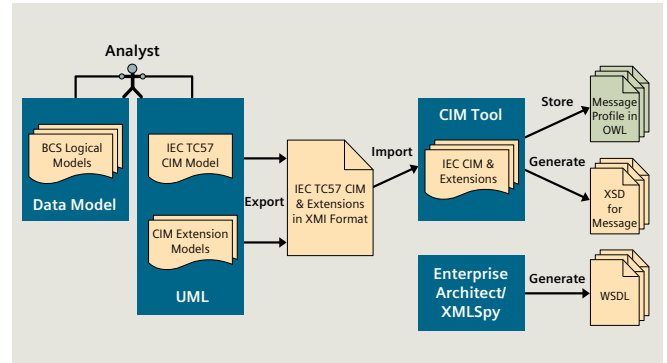 Analyst
BCS Logical
Models
Data Model
IEC TC57
CIM Model
CIM Extension
Models
UML
Export
IEC TC57 CIM
& Extensions
in XMI Format
Import
CIM Tool
IEC CIM &
Extensions
Store
Message
Profile in
OWL
Generate
XSD
for
Message
Enterprise
Architect/
XMLSpy
Generate
WSDL